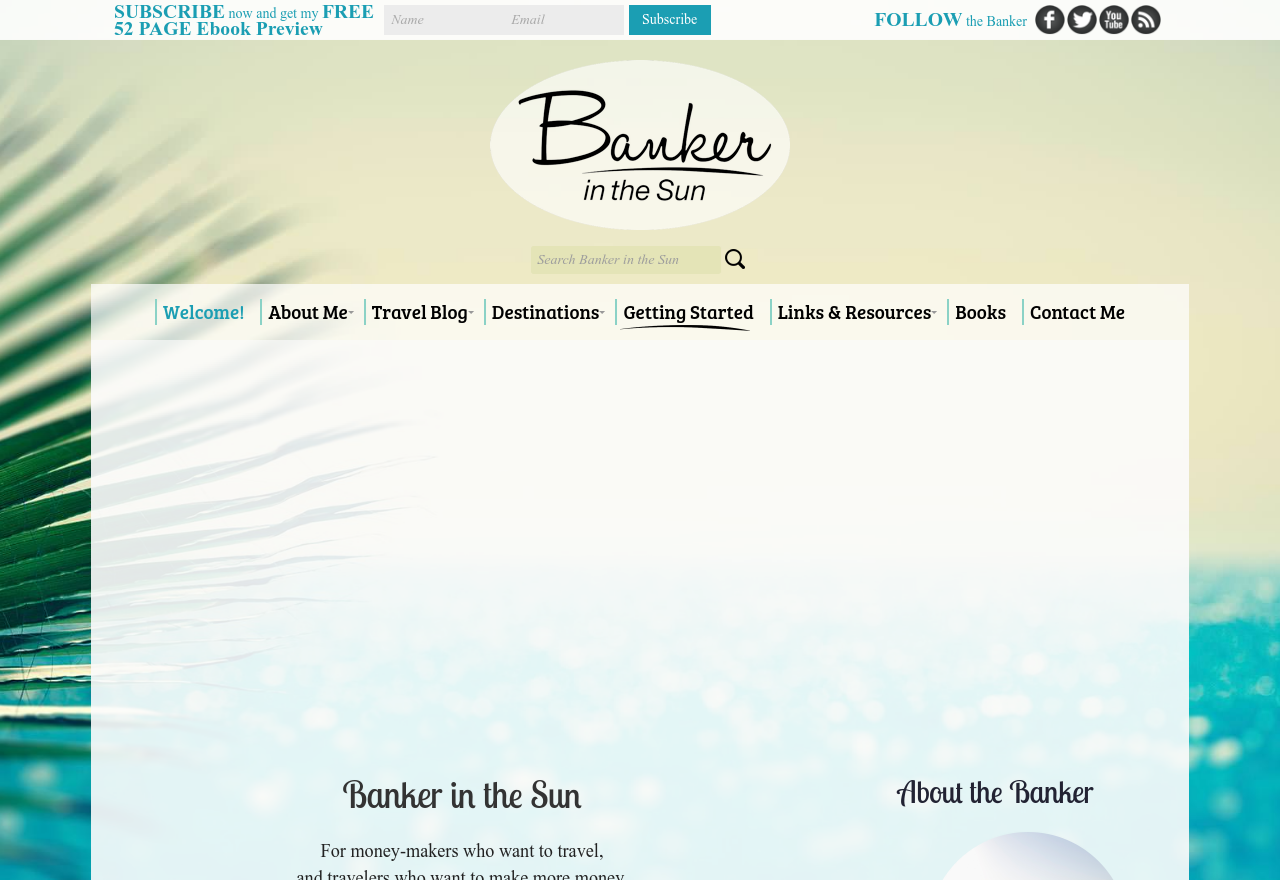 SUBSCRIBE now and get my FREE
52 PAGE Ebook Preview
Name
Email
Subscribe
FOLLOW the Banker
You
Tube
Banker
in the Sun
Search Banker in the Sun
Welcome!
About Me
Travel Blog
Destinations
Getting Started
Links & Resources
Books
Contact Me
Banker in the Sun
For money-makers who want to travel,
and travelers who want to make more money
About the Banker